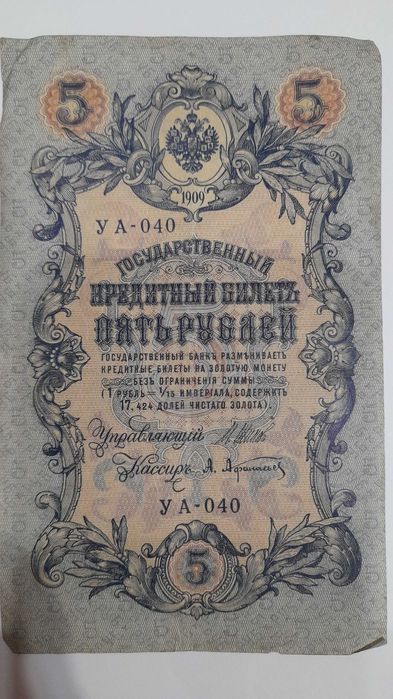 5 5
1909
УА-040
ГОСУДАРСТВЕННЫЙ
КРЕДИТНЫЙ БИЛЕТЪ
ПЯТЬ РУБЛЕЙ
ГОСУДАРСТВЕННЫЙ БАНКЪ РАЗМѢНИВАЕТЪ
КРЕДИТНЫЕ БИЛЕТЫ НА ЗОЛОТУЮ МОНЕТУ
БЕЗЪ ОГРАНИЧЕНІЯ СУММЫ
(1 РУБЛЬ = 1/15 ИМПЕРІАЛА, СОДЕРЖИТЪ
17,424 ДОЛЕЙ ЧИСТАГО ЗОЛОТА).
Управляющій
Кассиръ А. Афанасьев
УА-040
5